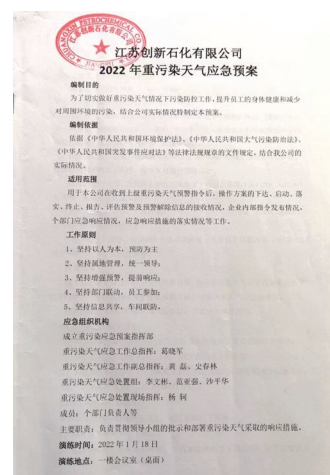 江苏创新石化有限公司
2022 年重污染天气应急预案
编制目的
为了切实做好重污染天气情况下污染防控工作,提升员工的身体健康和减少
对周围环境的污染,结合公司实际情况特制定本预案。
编制依据
依据《中华人民共和国环境保护法》、《中华人民共和国大气污染防治法》、
《中华人民共和国突发事件应对法》等法律法规规章的文件规定,结合我公司的
实际情况。
适用范围
用于本公司在收到上级重污染天气预警指令后,操作方案的下达、启动、落
实、终止、报告、评估预警及预警解除信息的接收情况,企业内部指令发布情况,
个部门应急响应情况,应急响应措施的落实情况等工作。
工作原则
1、坚持以人为本,预防为主
2、坚持属地管理,统一领导;
3、坚持增强预警,提前响应;
4、坚持部门联动,员工参加;
5、坚持信息共享,车间联防。
应急组织机构
成立重污染应急预案指挥部
重污染天气应急工作总指挥:葛晓军
重污染天气应急工作副总指挥:黄 磊、史春林
重污染天气应急处置组:李文彬、范亚强、沙平华
重污染天气应急处置现场指挥:杨 轲
成员:个部门负责人等
主要职责:负责贯彻领导小组的批示和部署重污染天气采取的响应措施。
演练时间:2022 年 1 月 18 日
演练地点:一楼会议室(桌面)